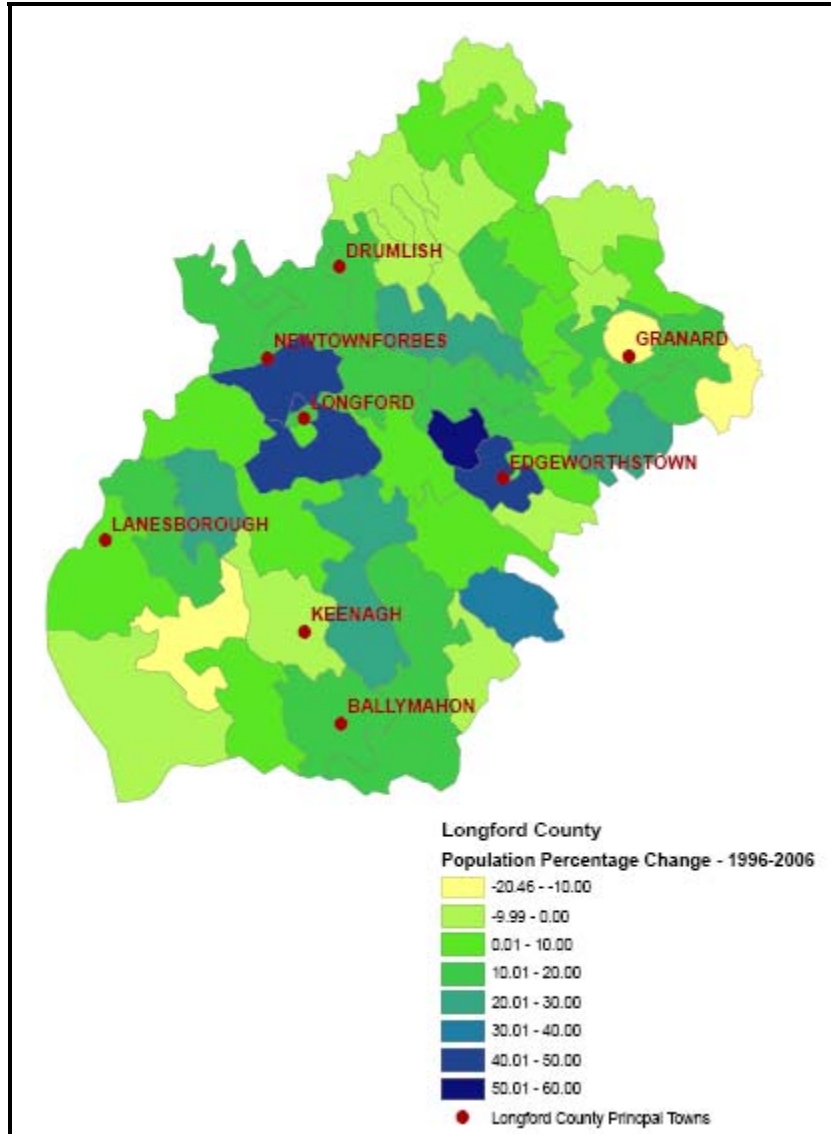 DRUMLISH
NEWTOWNFORBES
GRANARD
LONGFORD
EDGEWORTHSTOWN
LANESBOROUGH
KEENAGH
BALLYMAHON
Longford County
Population Percentage Change - 1996-2006
-20.46 - -10.00
-9.99 - 0.00
0.01 - 10.00
10.01 - 20.00
20.01 - 30.00
30.01 - 40.00
40.01 - 50.00
50.01 - 60.00
Longford County Princpal Towns